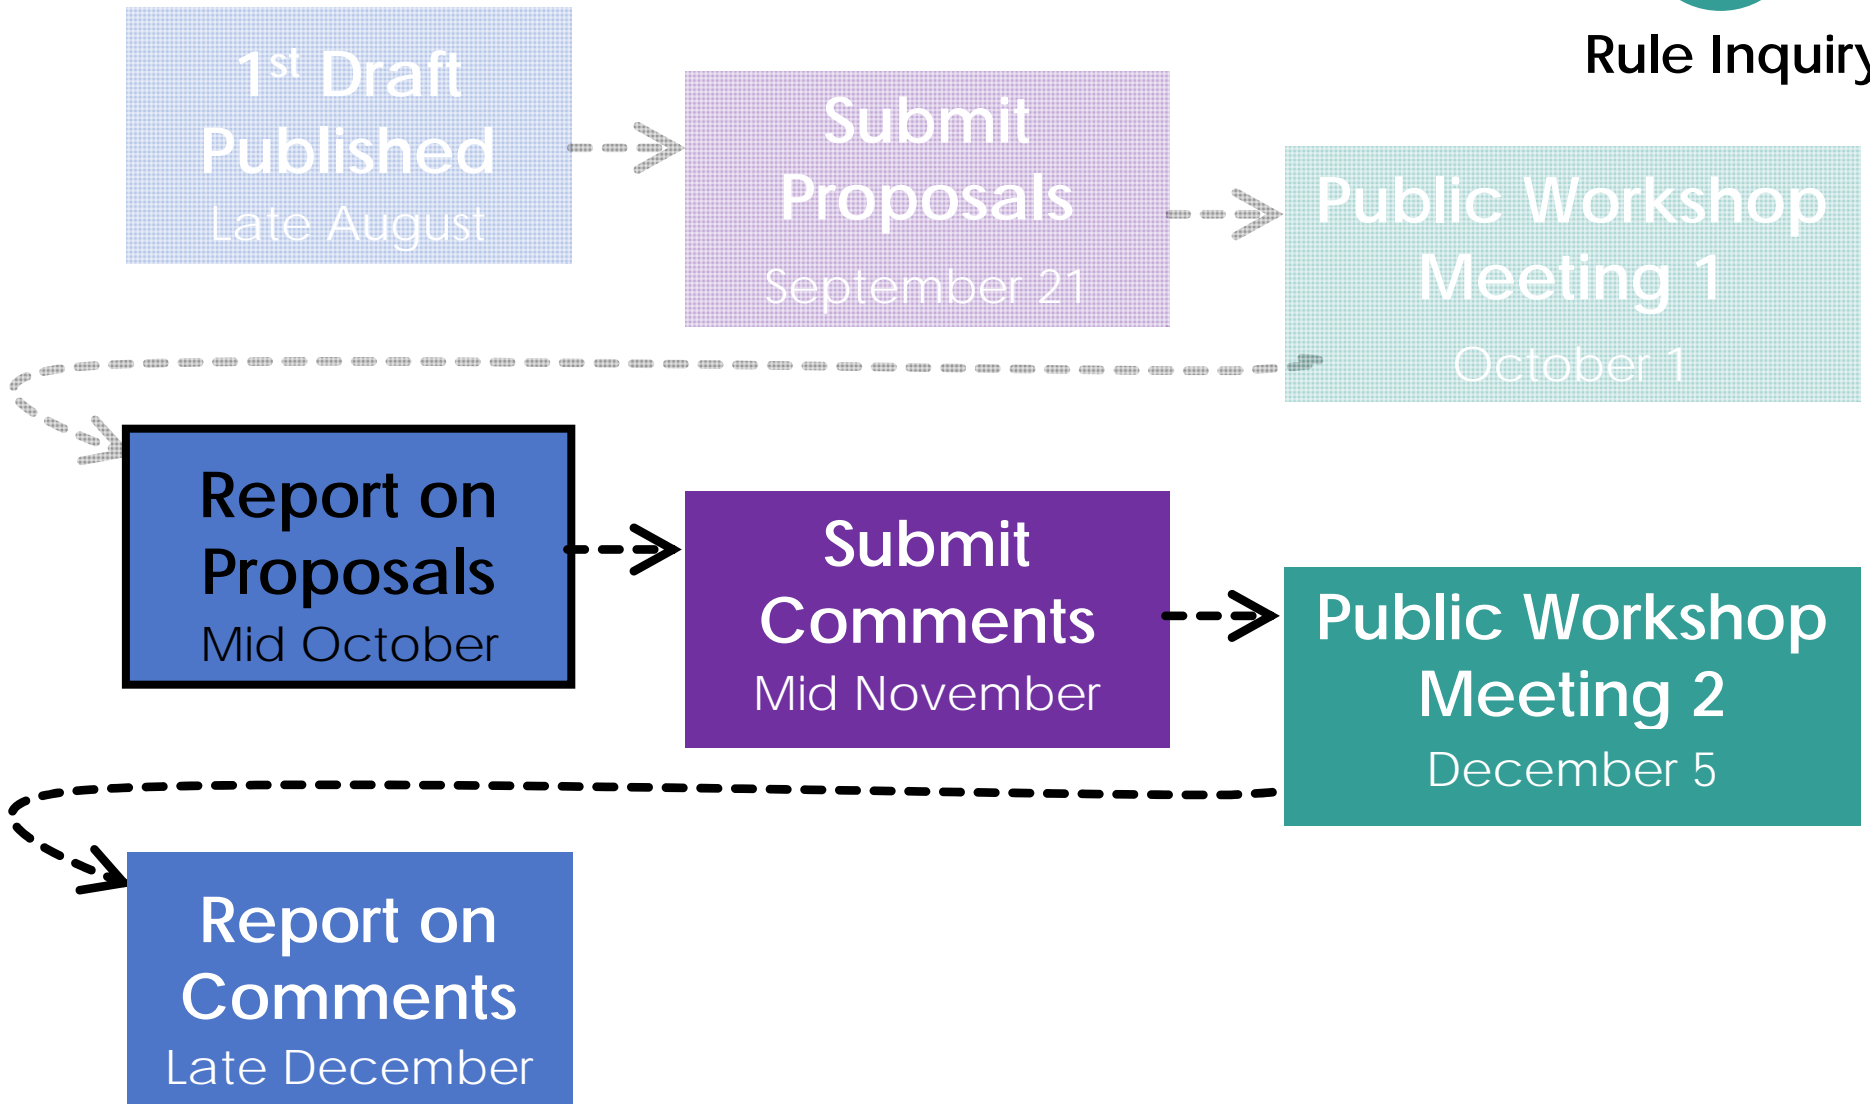 Rule Inquiry
1st Draft
Published
Late August
Submit
Proposals
September 21
Public Workshop
Meeting 1
October 1
Report on
Proposals
Mid October
Submit
Comments
Mid November
Public Workshop
Meeting 2
December 5
Report on
Comments
Late December